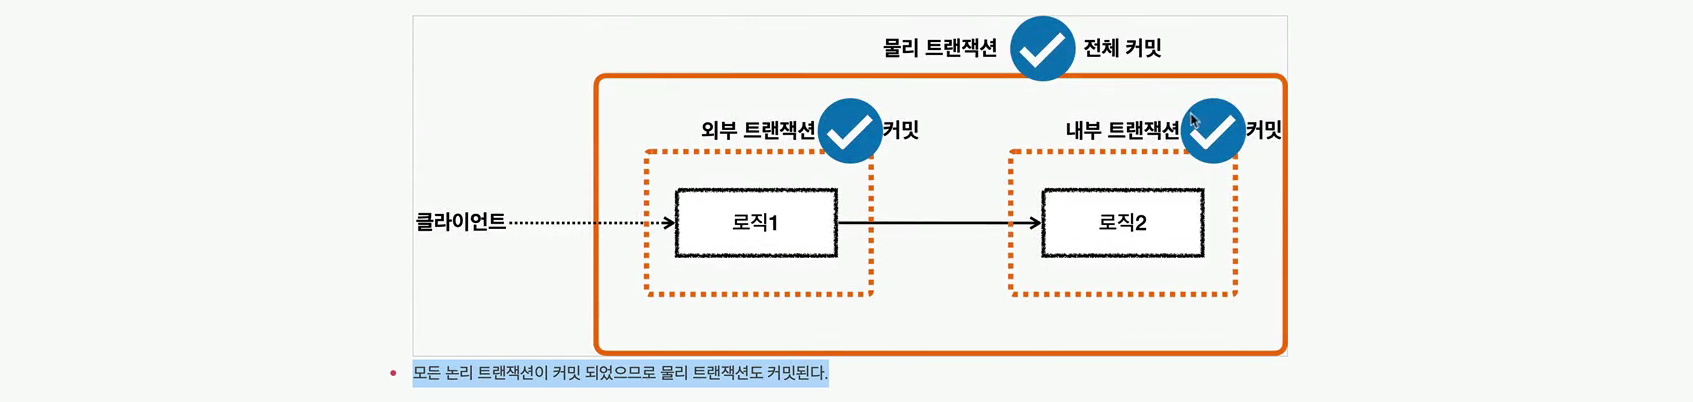 물리 트랜잭션 전체 커밋
외부 트랜잭션 커밋
내부 트랜잭션 커밋
클라이언트
로직1
로직2
모든 논리 트랜잭션이 커밋 되었으므로 물리 트랜잭션도 커밋된다.